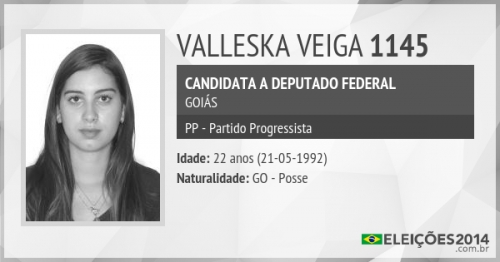 VALLESKA VEIGA 1145
CANDIDATA A DEPUTADO FEDERAL
GOIÁS
PP - Partido Progressista
Idade: 22 anos (21-05-1992)
Naturalidade: GO - Posse
ELEIÇÕES2014
.com.br